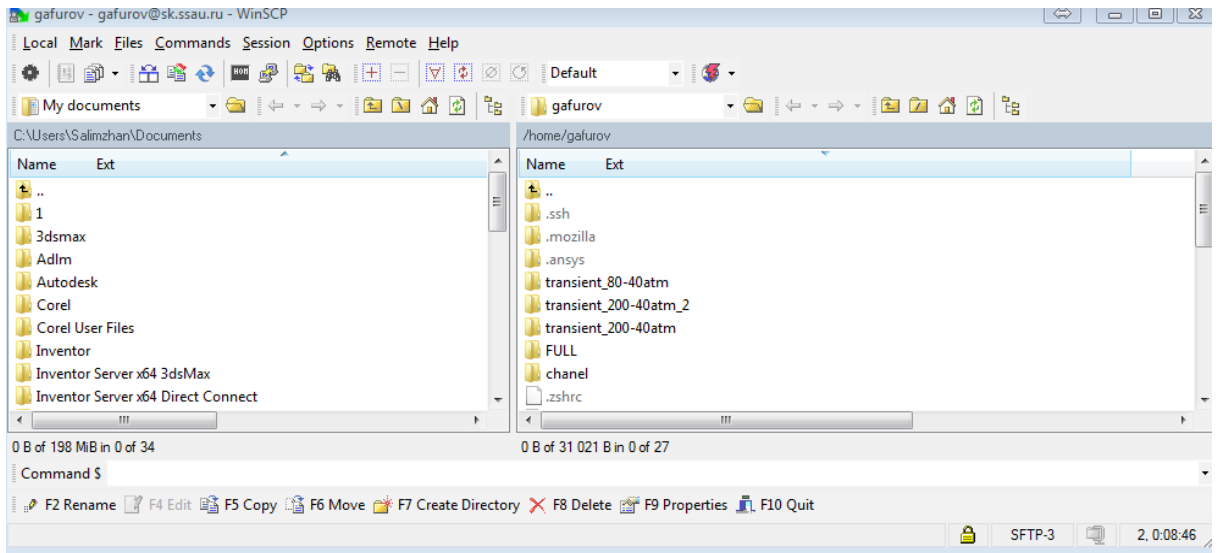 gafurov - gafurov@sk.ssau.ru - WinSCP
Local Mark Files Commands Session Options Remote Help
Default
My documents
gafurov
C:\Users\Salimzhan\Documents
/home/gafurov
Name Ext
Name Ext
..
1
3dsmax
Adlm
Autodesk
Corel
Corel User Files
Inventor
Inventor Server x64 3dsMax
Inventor Server x64 Direct Connect
..
.ssh
.mozilla
.ansys
transient_80-40atm
transient_200-40atm_2
transient_200-40atm
FULL
chanel
.zshrc
0 B of 198 MiB in 0 of 34
0 B of 31 021 B in 0 of 27
Command $
F2 Rename F4 Edit F5 Copy F6 Move F7 Create Directory F8 Delete F9 Properties F10 Quit
SFTP-3 2, 0:08:46